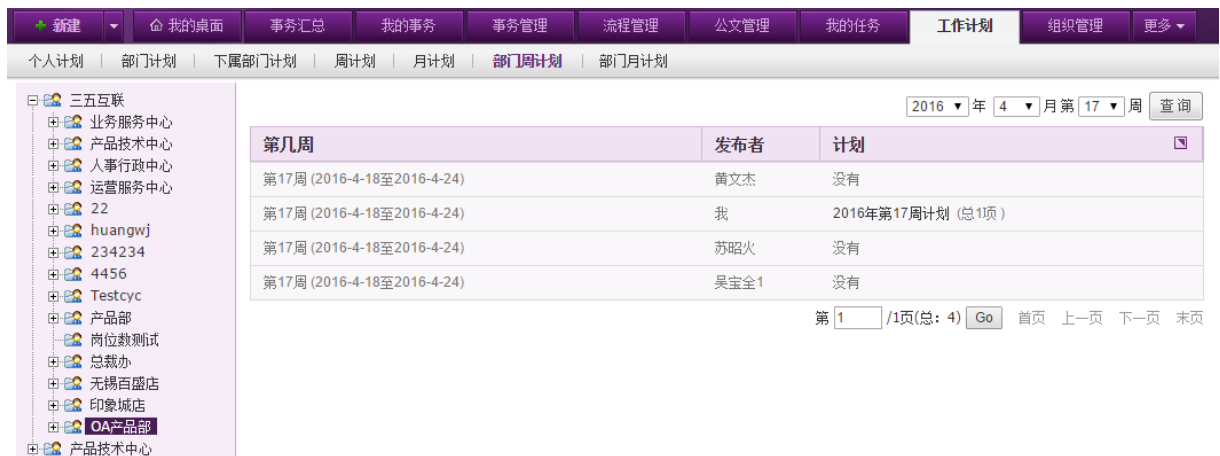 新建 我的桌面 事务汇总 我的事务 事务管理 流程管理 公文管理 我的任务 工作计划 组织管理 更多
个人计划 | 部门计划 | 下属部门计划 | 周计划 | 月计划 | 部门周计划 | 部门月计划
三五互联
业务服务中心
产品技术中心
人事行政中心
运营服务中心
22
huangwj
234234
4456
Testcyc
产品部
岗位数测试
总裁办
无锡百盛店
印象城店
OA产品部
产品技术中心
2016 年 4 月第 17 周 查询
第几周 发布者 计划
第17周 (2016-4-18至2016-4-24) 黄文杰 没有
第17周 (2016-4-18至2016-4-24) 我 2016年第17周计划 (总1项)
第17周 (2016-4-18至2016-4-24) 苏昭火 没有
第17周 (2016-4-18至2016-4-24) 吴宝全1 没有
第 1 /1页(总: 4) Go 首页 上一页 下一页 末页